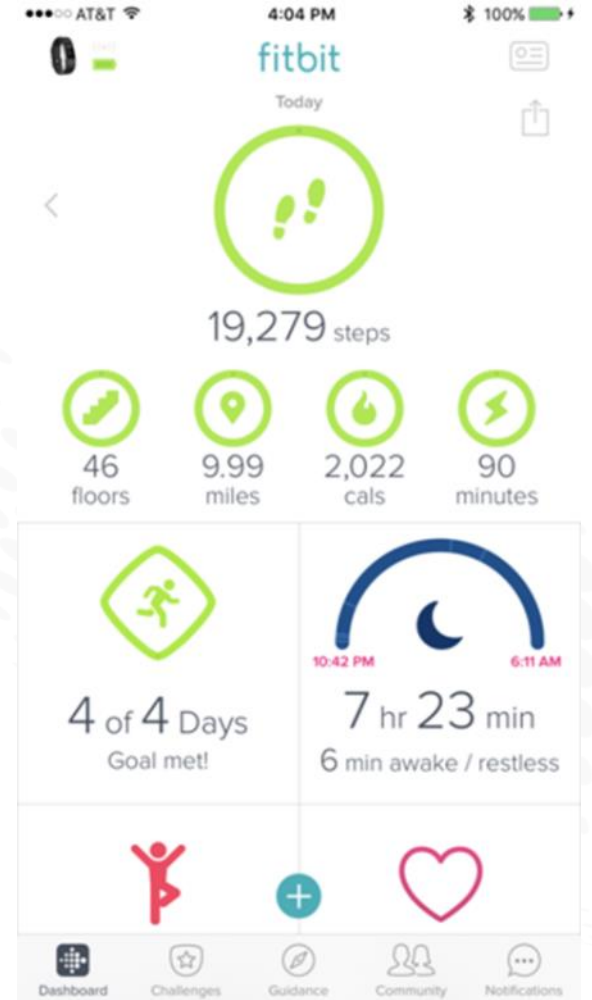 AT&T 4:04 PM 100%
fitbit
Today
19,279 steps
46 9.99 2,022 90
floors miles cals minutes
10:42 PM 6:11 AM
4 of 4 Days 7 hr 23 min
Goal met! 6 min awake / restless
Dashboard Challenges Guidance Community Notifications